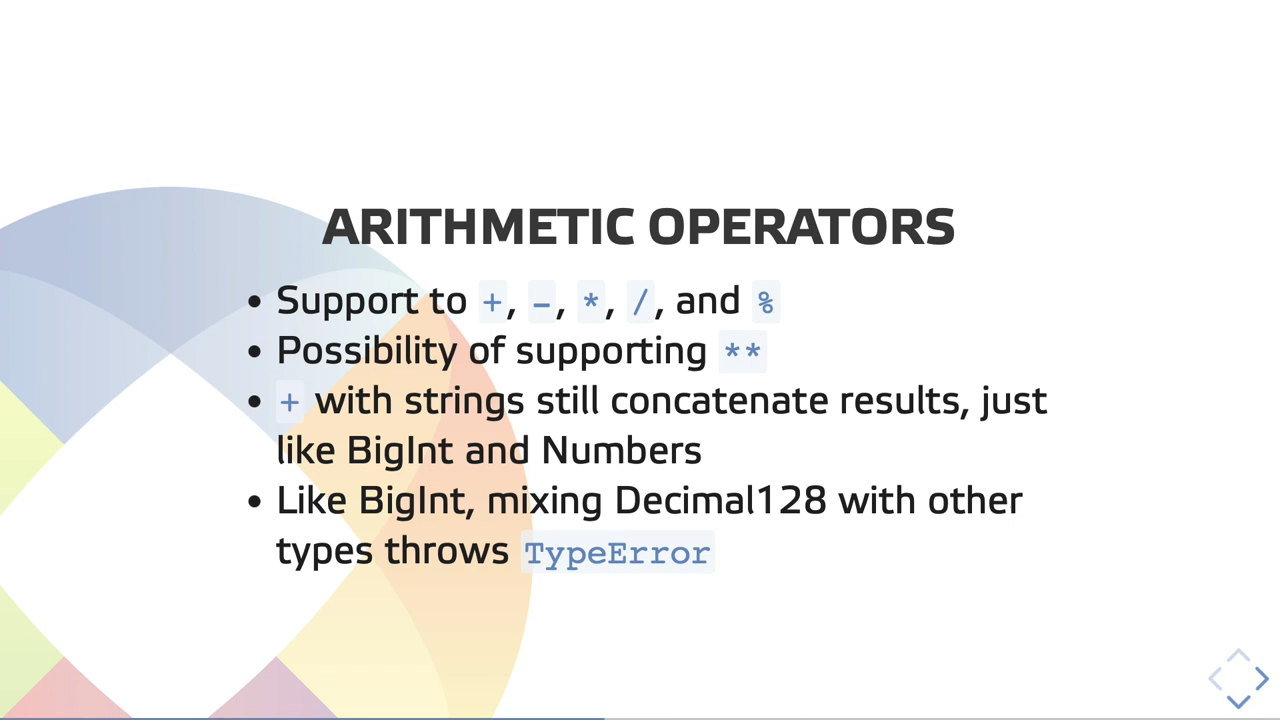 ARITHMETIC OPERATORS
• Support to +, -, *, /, and %
• Possibility of supporting **
• + with strings still concatenate results, just
like BigInt and Numbers
• Like BigInt, mixing Decimal128 with other
types throws TypeError